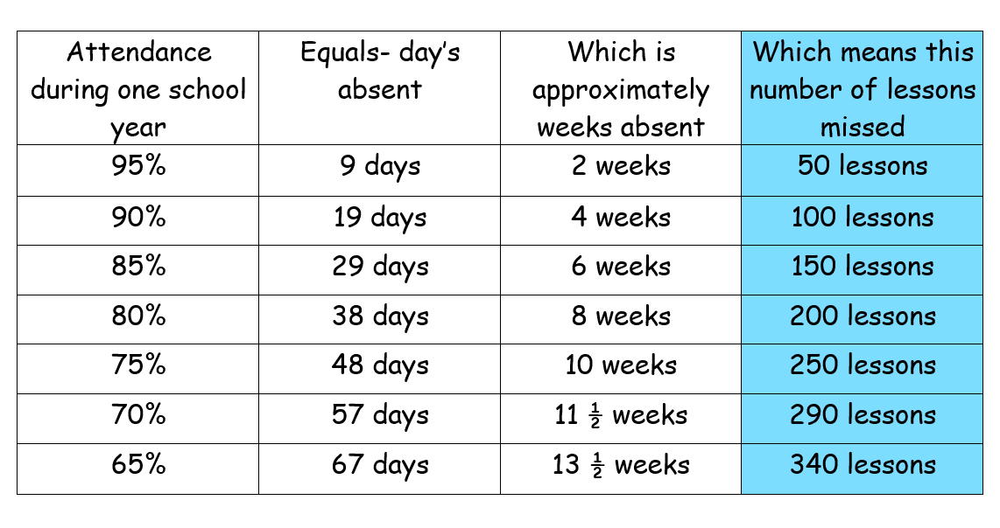 Attendance during one school year
Equals- day's absent
Which is approximately weeks absent
Which means this number of lessons missed
95% 9 days 2 weeks 50 lessons
90% 19 days 4 weeks 100 lessons
85% 29 days 6 weeks 150 lessons
80% 38 days 8 weeks 200 lessons
75% 48 days 10 weeks 250 lessons
70% 57 days 11 ½ weeks 290 lessons
65% 67 days 13 ½ weeks 340 lessons